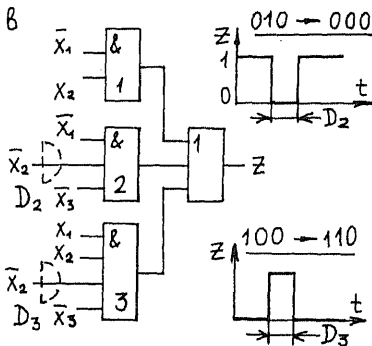 в
x̄₁
x₂
&
1
x̄₁
x̄₂
x̄₃
D₂
&
2
x₁
x₂
x̄₂
x̄₃
D₃
&
3
1
Z
010 → 000
Z
1
0
t
D₂
100 → 110
Z
t
D₃